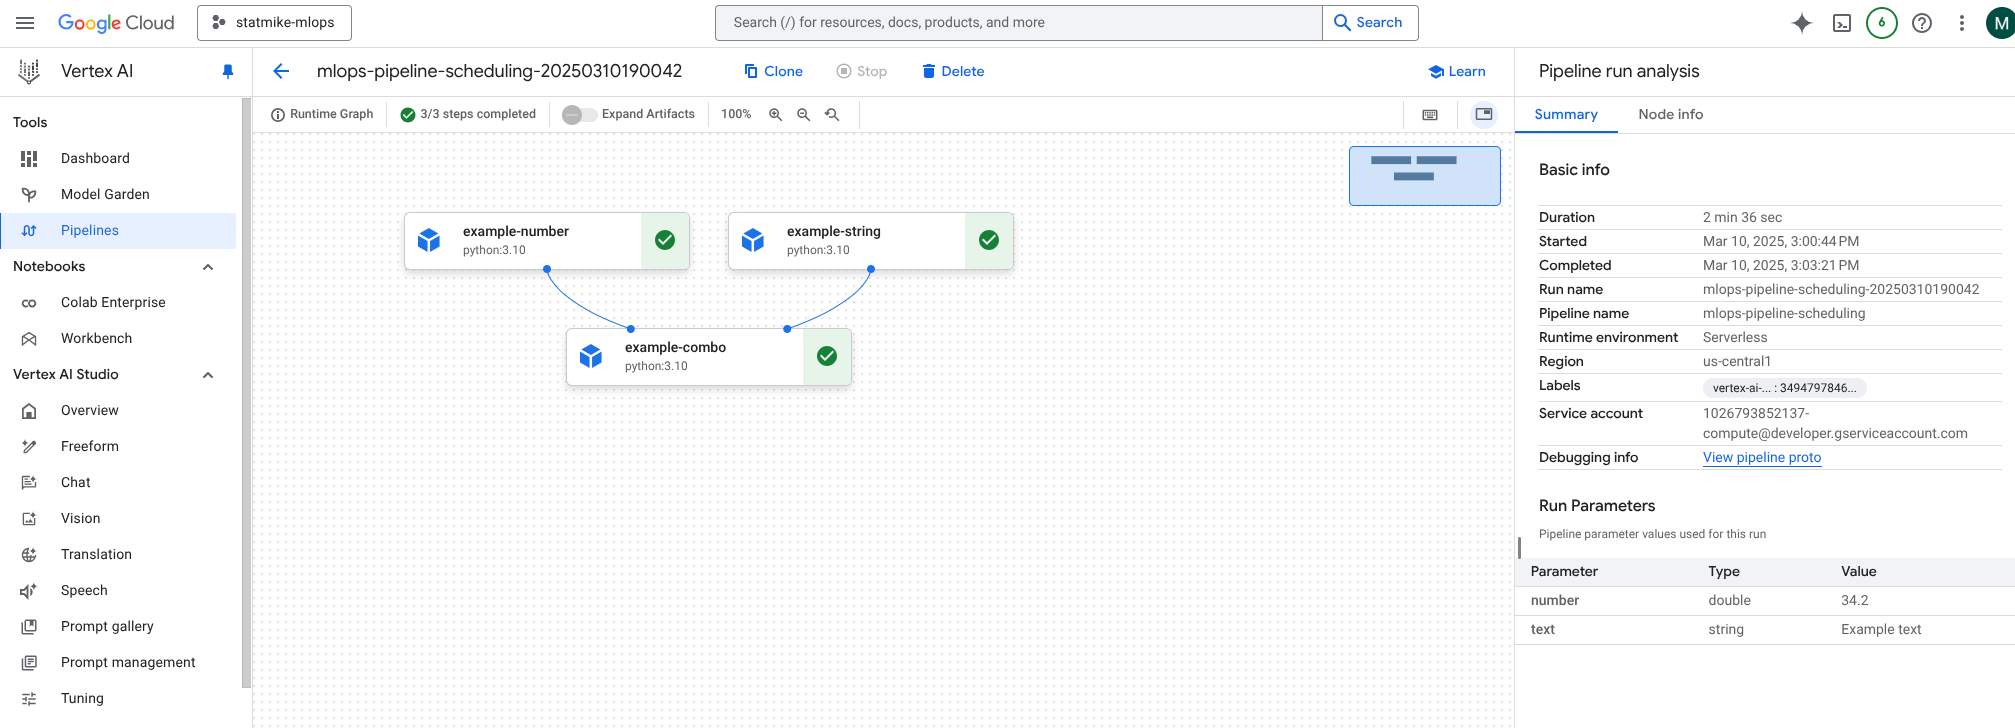 Google Cloud
statmike-mlops
Search (/) for resources, docs, products, and more
Search
6
M
Vertex AI
mlops-pipeline-scheduling-20250310190042
Clone
Stop
Delete
Learn
Pipeline run analysis
Runtime Graph
3/3 steps completed
Expand Artifacts
100%
Summary
Node info
Tools
Dashboard
Model Garden
Pipelines
Notebooks
Colab Enterprise
Workbench
Vertex AI Studio
Overview
Freeform
Chat
Vision
Translation
Speech
Prompt gallery
Prompt management
Tuning
example-number
python:3.10
example-string
python:3.10
example-combo
python:3.10
Basic info
Duration 2 min 36 sec
Started Mar 10, 2025, 3:00:44 PM
Completed Mar 10, 2025, 3:03:21 PM
Run name mlops-pipeline-scheduling-20250310190042
Pipeline name mlops-pipeline-scheduling
Runtime environment Serverless
Region us-central1
Labels vertex-ai-... : 3494797846...
Service account 1026793852137-
compute@developer.gserviceaccount.com
Debugging info View pipeline proto
Run Parameters
Pipeline parameter values used for this run
Parameter Type Value
number double 34.2
text string Example text